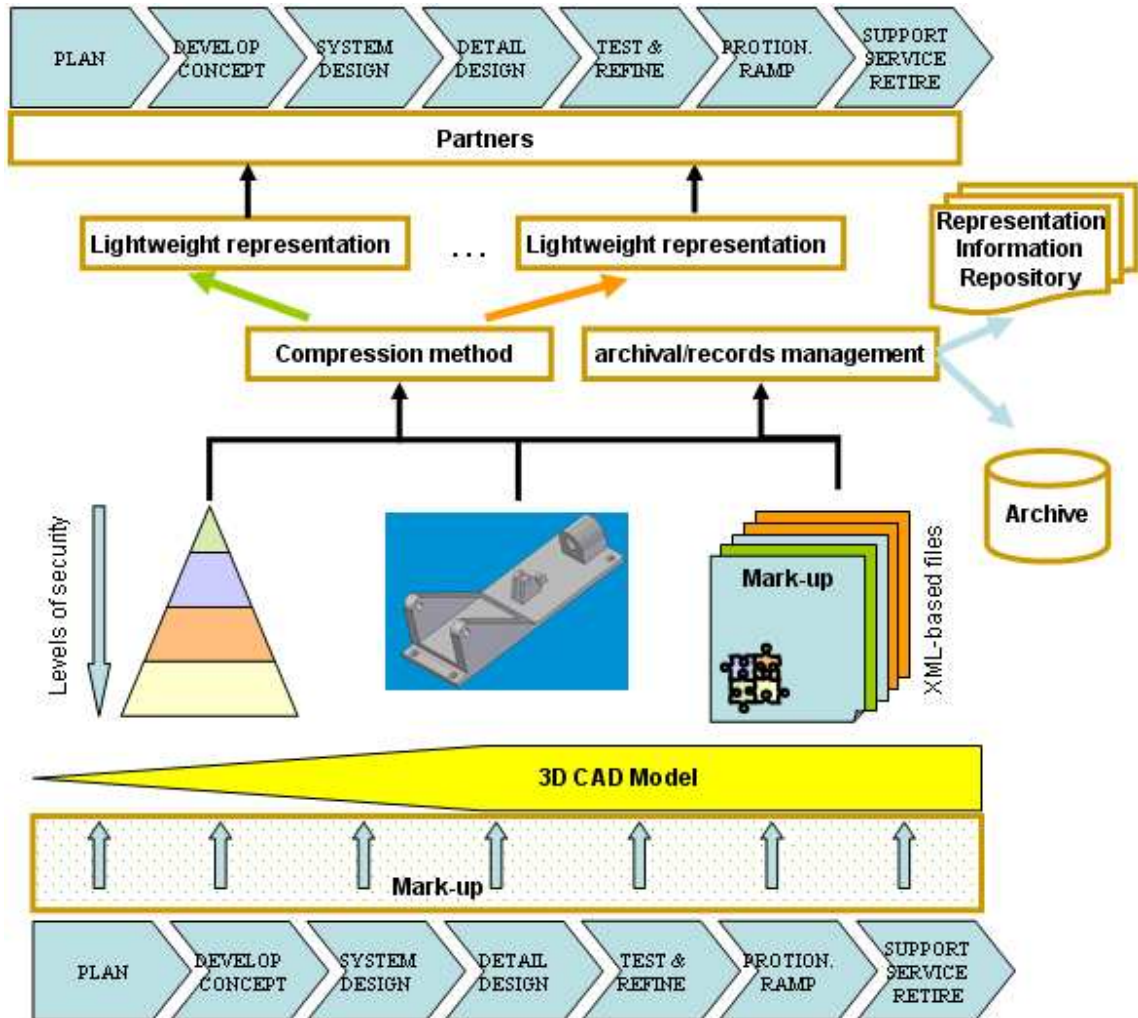 PLAN
DEVELOP
CONCEPT
SYSTEM
DESIGN
DETAIL
DESIGN
TEST &
REFINE
PROTION.
RAMP
SUPPORT
SERVICE
RETIRE
Partners
Lightweight representation
...
Lightweight representation
Representation
Information
Repository
Compression method
archival/records management
Archive
Levels of security
Mark-up
XML-based files
3D CAD Model
Mark-up
PLAN
DEVELOP
CONCEPT
SYSTEM
DESIGN
DETAIL
DESIGN
TEST &
REFINE
PROTION.
RAMP
SUPPORT
SERVICE
RETIRE